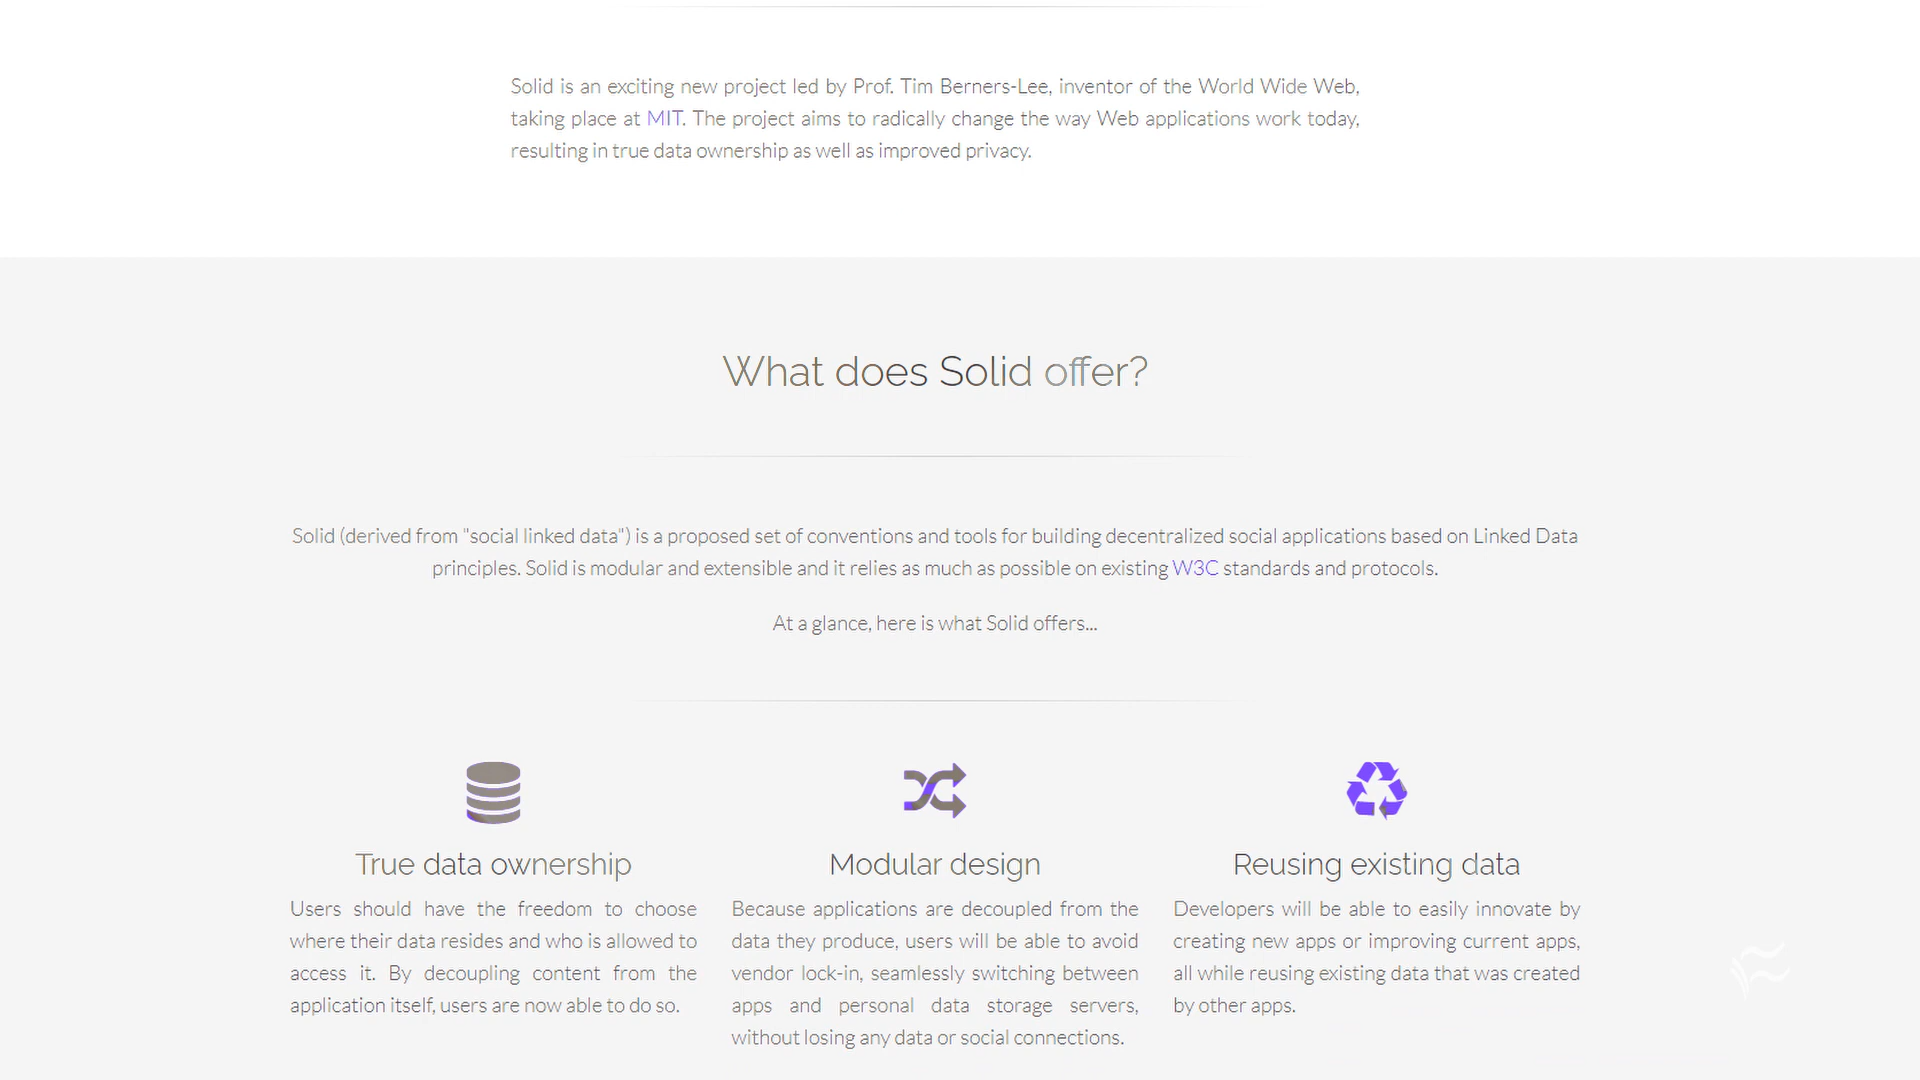 Solid is an exciting new project led by Prof. Tim Berners-Lee, inventor of the World Wide Web,
taking place at MIT. The project aims to radically change the way Web applications work today,
resulting in true data ownership as well as improved privacy.
What does Solid offer?
Solid (derived from "social linked data") is a proposed set of conventions and tools for building decentralized social applications based on Linked Data
principles. Solid is modular and extensible and it relies as much as possible on existing W3C standards and protocols.
At a glance, here is what Solid offers...
True data ownership
Users should have the freedom to choose
where their data resides and who is allowed to
access it. By decoupling content from the
application itself, users are now able to do so.
Modular design
Because applications are decoupled from the
data they produce, users will be able to avoid
vendor lock-in, seamlessly switching between
apps and personal data storage servers,
without losing any data or social connections.
Reusing existing data
Developers will be able to easily innovate by
creating new apps or improving current apps,
all while reusing existing data that was created
by other apps.